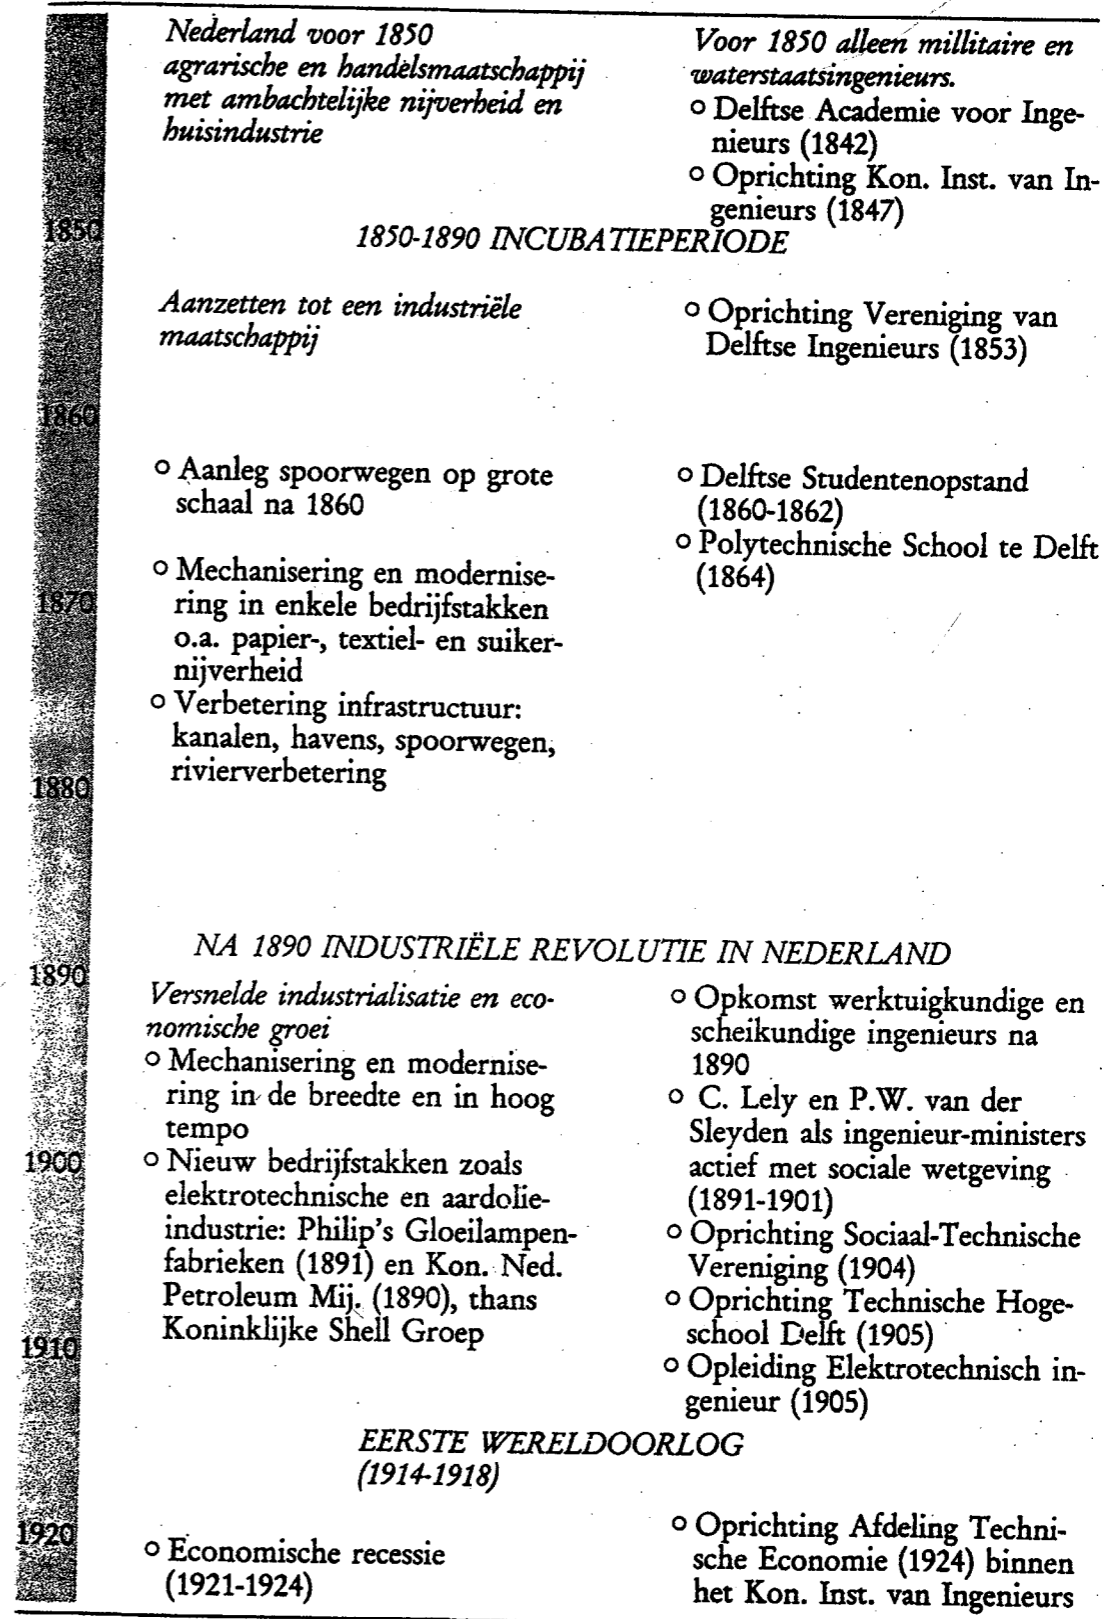 Nederland voor 1850
agrarische en handelsmaatschappij
met ambachtelijke nijverheid en
huisindustrie
Voor 1850 alleen millitaire en
waterstaatsingenieurs.
o Delftse Academie voor Inge-
nieurs (1842)
o Oprichting Kon. Inst. van In-
genieurs (1847)
1850
1850-1890 INCUBATIEPERIODE
Aanzetten tot een industriële
maatschappij
o Oprichting Vereniging van
Delftse Ingenieurs (1853)
1860
o Aanleg spoorwegen op grote
schaal na 1860
o Delftse Studentenopstand
(1860-1862)
o Polytechnische School te Delft
(1864)
o Mechanisering en modernise-
ring in enkele bedrijfstakken
o.a. papier-, textiel- en suiker-
nijverheid
1870
o Verbetering infrastructuur:
kanalen, havens, spoorwegen,
rivierverbetering
1880
NA 1890 INDUSTRIËLE REVOLUTIE IN NEDERLAND
1890
Versnelde industrialisatie en eco-
nomische groei
o Mechanisering en modernise-
ring in de breedte en in hoog
tempo
1900
o Nieuw bedrijfstakken zoals
elektrotechnische en aardolie-
industrie: Philip's Gloeilampen-
fabrieken (1891) en Kon. Ned.
Petroleum Mij. (1890), thans
Koninklijke Shell Groep
1910
o Opkomst werktuigkundige en
scheikundige ingenieurs na
1890
o C. Lely en P.W. van der
Sleyden als ingenieur-ministers
actief met sociale wetgeving
(1891-1901)
o Oprichting Sociaal-Technische
Vereniging (1904)
o Oprichting Technische Hoge-
school Delft (1905)
o Opleiding Elektrotechnisch in-
genieur (1905)
EERSTE WERELDOORLOG
(1914-1918)
1920
o Economische recessie
(1921-1924)
o Oprichting Afdeling Techni-
sche Economie (1924) binnen
het Kon. Inst. van Ingenieurs